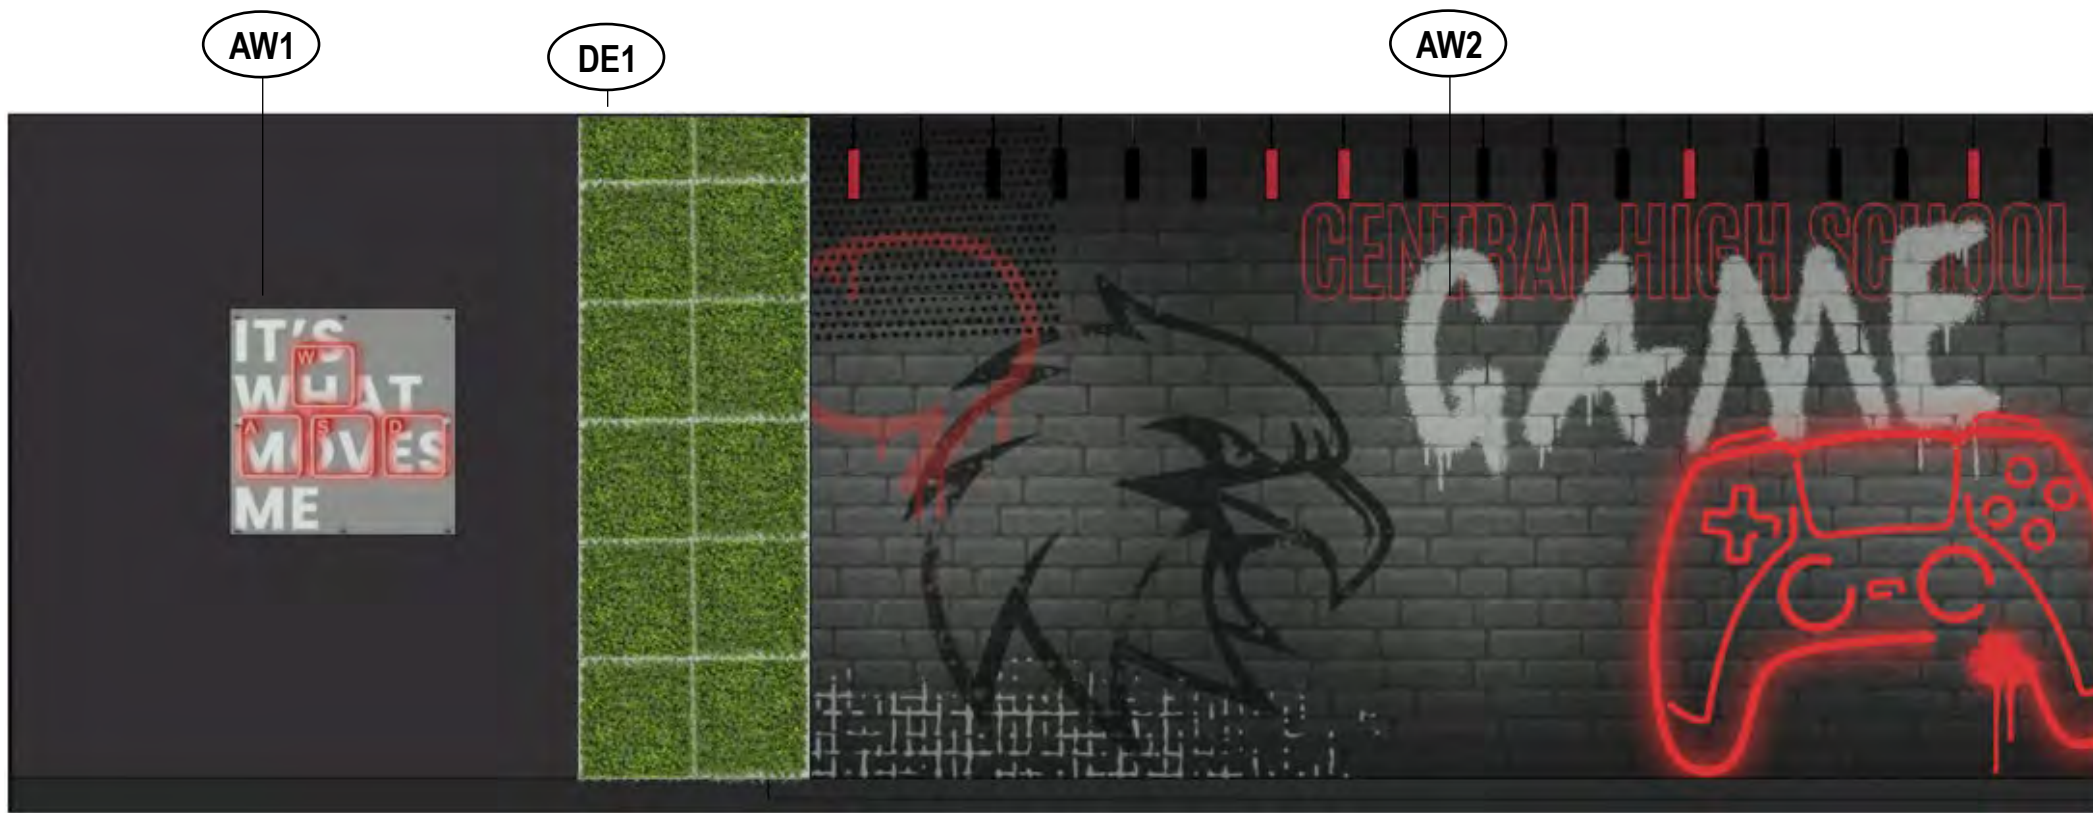 AW1
DE1
AW2
IT'S
WHAT
MOVES
ME
W
A S D
CENTRAL HIGH SCHOOL
GAME